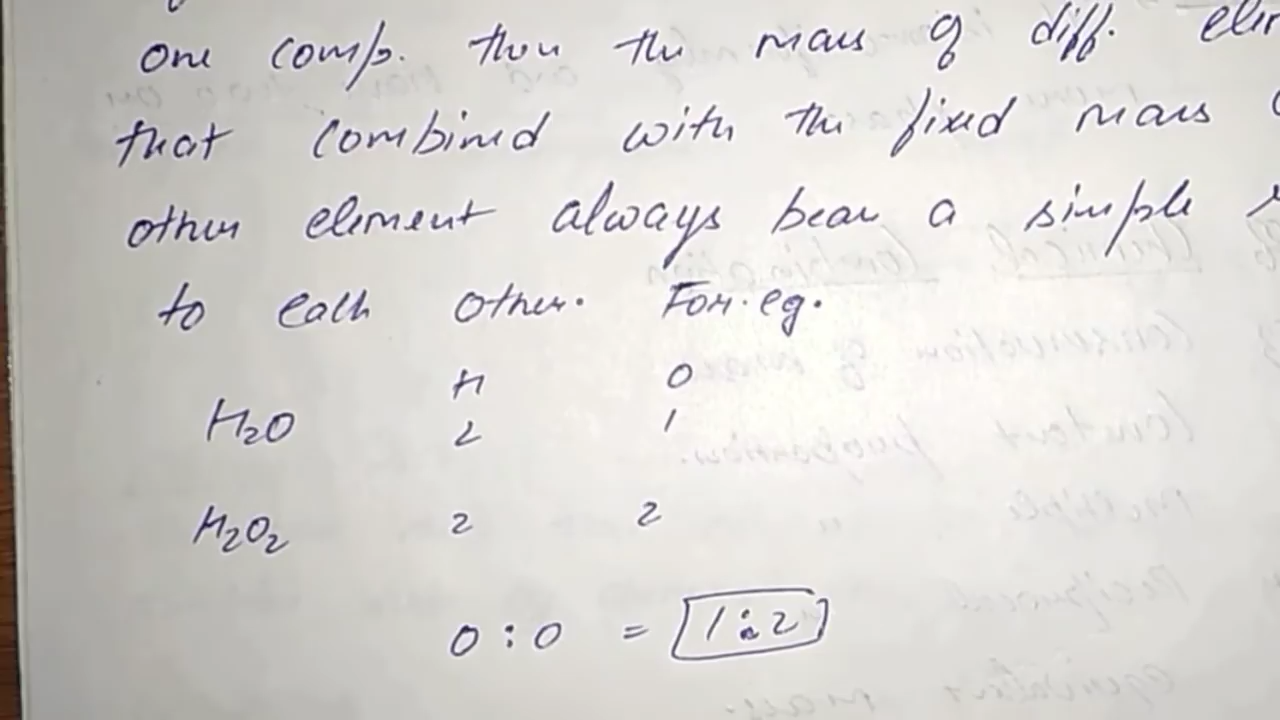 one comp. then the mass of diff. elem
that combined with the fixed mass
other element always bear a simple
to each other. For. eg.
H O
H2O 2 1
H2O2 2 2
O : O = 1:2